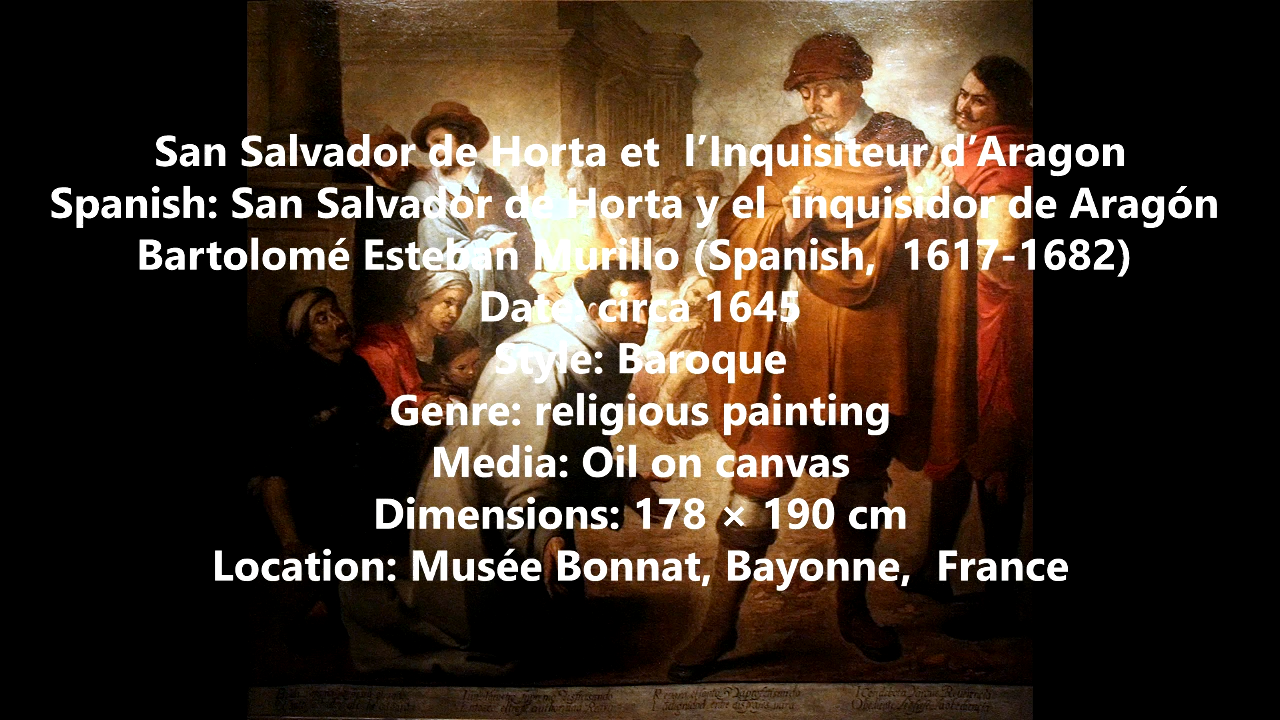 San Salvador de Horta et l’Inquisiteur d’Aragon
Spanish: San Salvador de Horta y el inquisidor de Aragón
Bartolomé Esteban Murillo (Spanish, 1617-1682)
Date: circa 1645
Style: Baroque
Genre: religious painting
Media: Oil on canvas
Dimensions: 178 × 190 cm
Location: Musée Bonnat, Bayonne, France